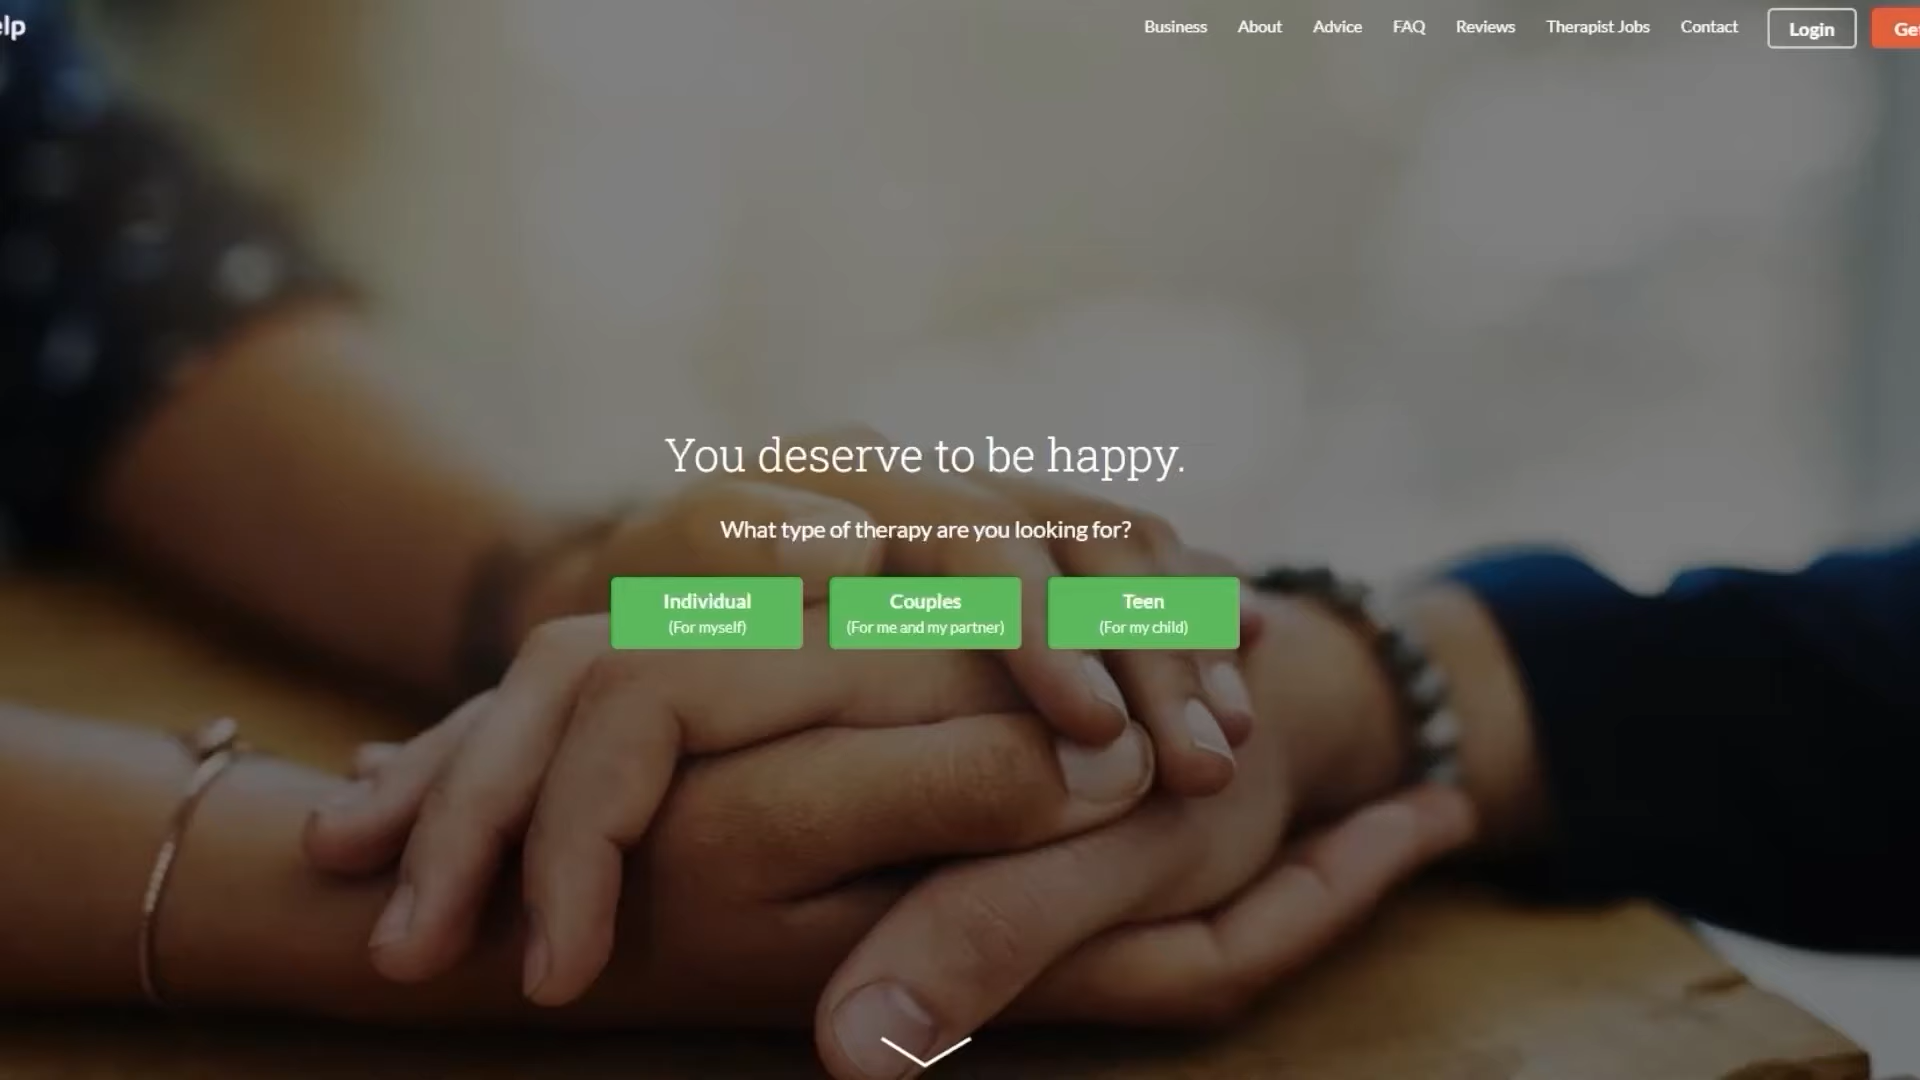 elp
Business About Advice FAQ Reviews Therapist Jobs Contact Login Get
You deserve to be happy.
What type of therapy are you looking for?
Individual Couples Teen
(For myself) (For me and my partner) (For my child)